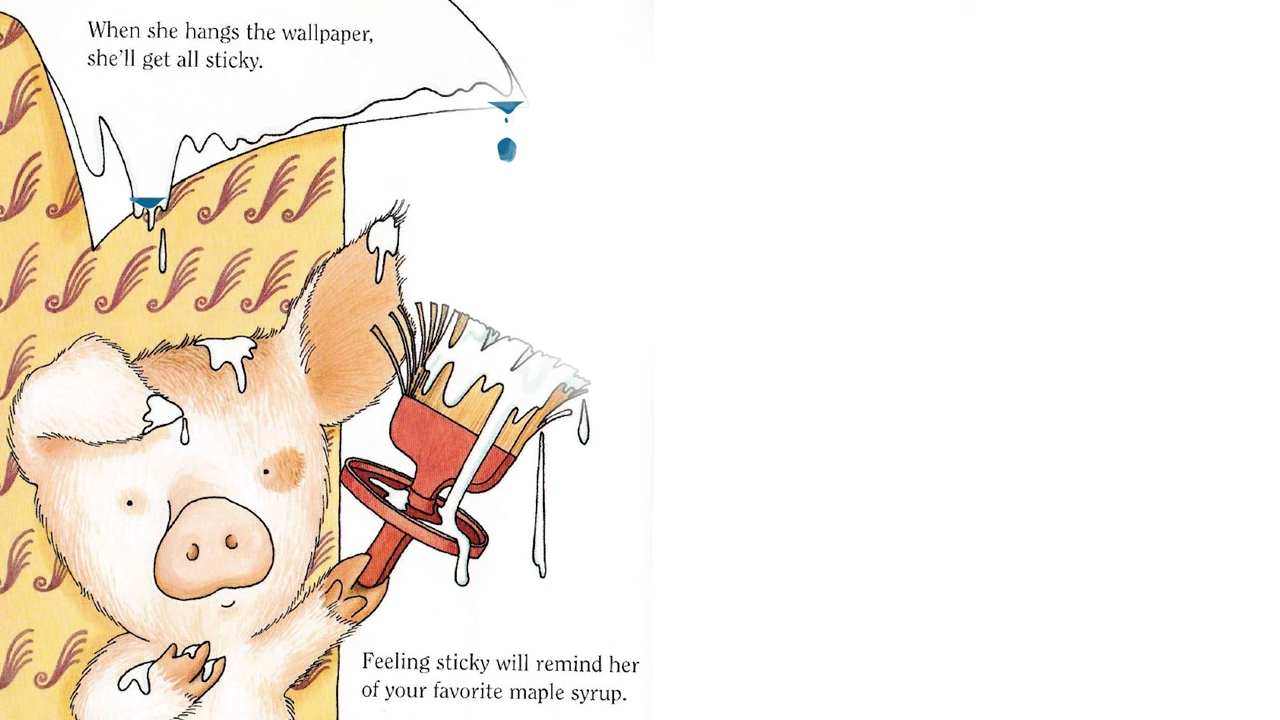 When she hangs the wallpaper,
she'll get all sticky.
Feeling sticky will remind her
of your favorite maple syrup.